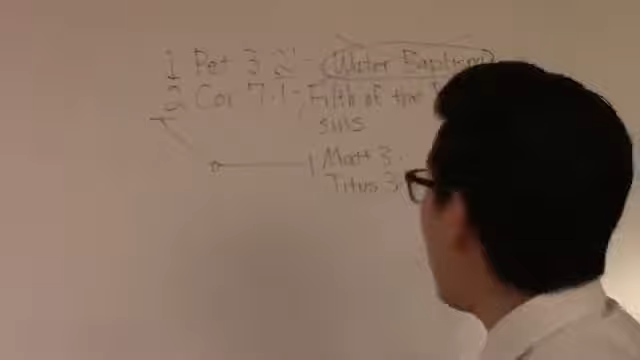 1 Pet 3:21 - Water Baptism
2 Cor 7:1 - Filth of the
sins
Matt 3:
Titus 3: